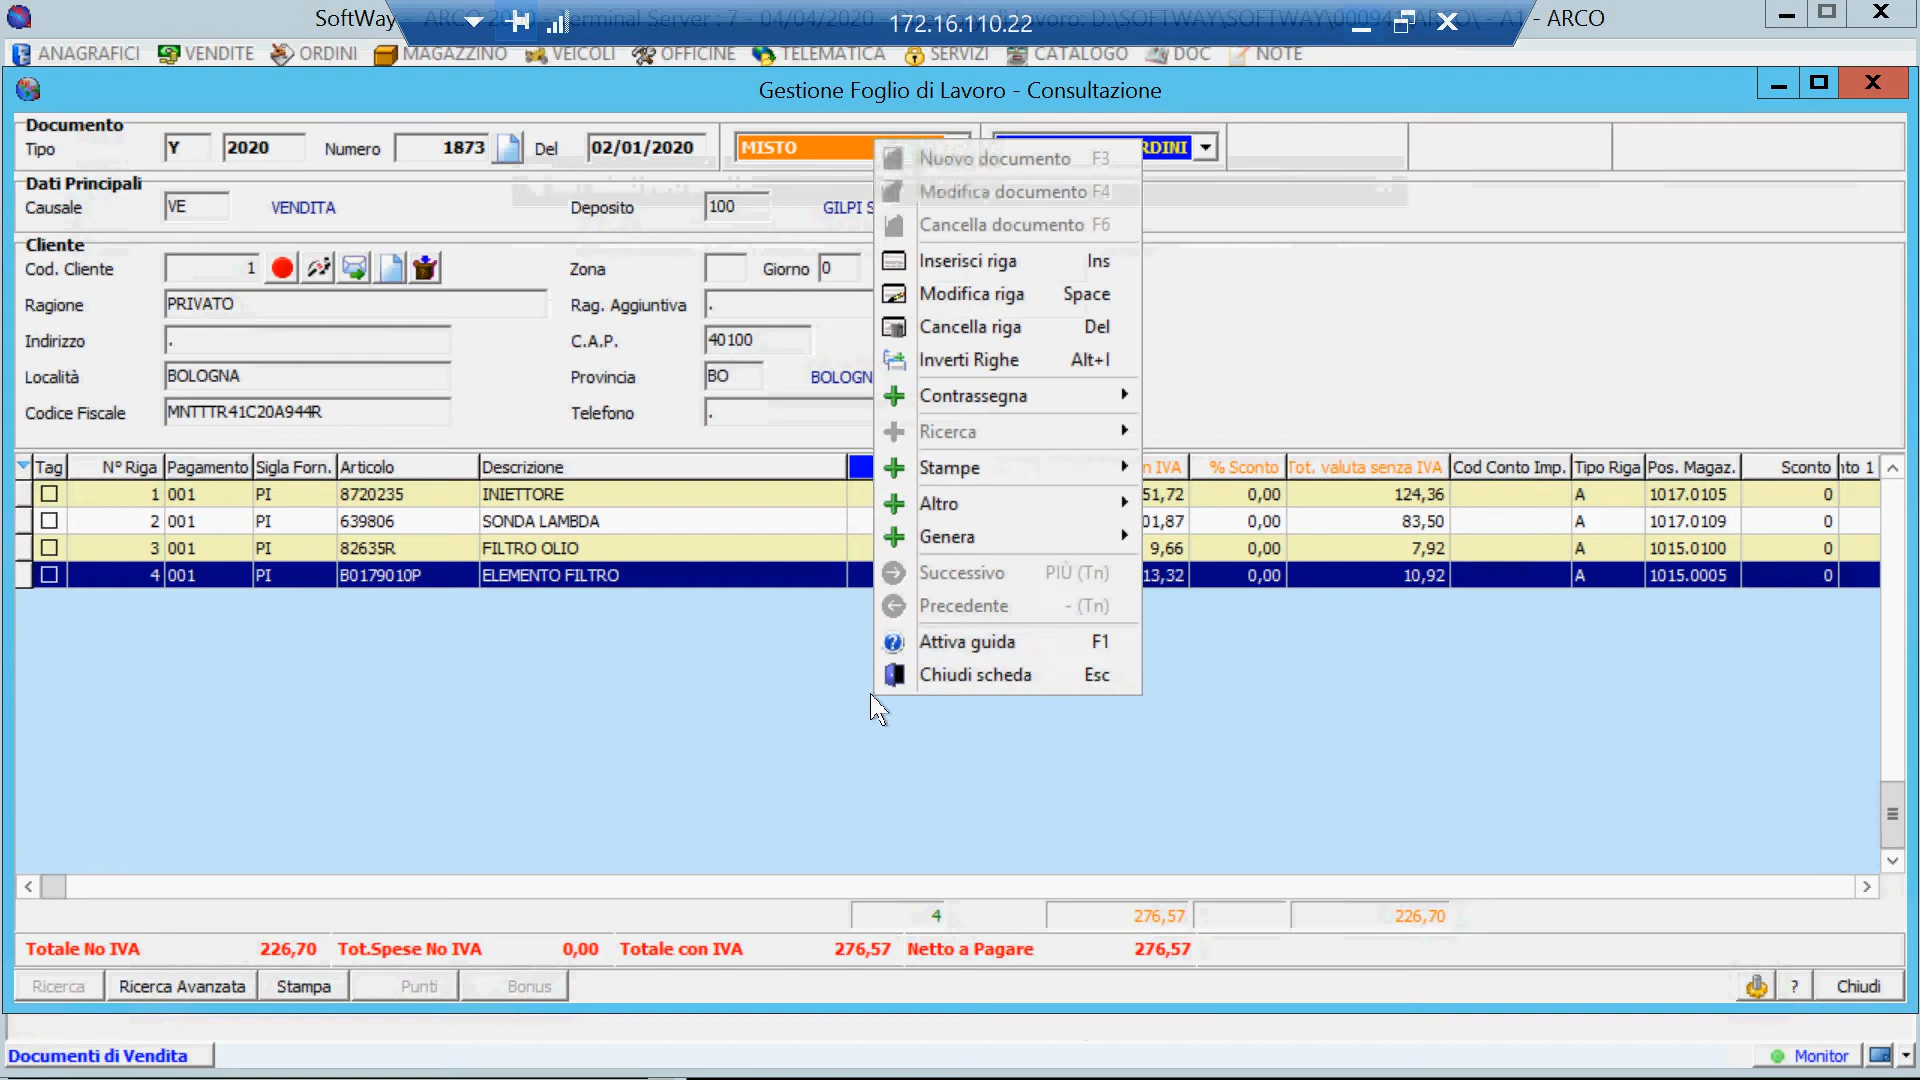 SoftWay ARCO 2020 Terminal Server : 7 - 04/04/2020 172.16.110.22 Lavoro: D:\SOFTWAY\SOFTWAY\00094 - A1 - ARCO
ANAGRAFICI VENDITE ORDINI MAGAZZINO VEICOLI OFFICINE TELEMATICA SERVIZI CATALOGO DOC NOTE
Gestione Foglio di Lavoro - Consultazione
Documento
Tipo Y 2020 Numero 1873 Del 02/01/2020 MISTO RDINI
Dati Principali
Causale VE VENDITA Deposito 100 GILPI S
Cliente
Cod. Cliente 1 Zona Giorno 0
Ragione PRIVATO Rag. Aggiuntiva .
Indirizzo . C.A.P. 40100
Località BOLOGNA Provincia BO BOLOGN
Codice Fiscale MNTTTR41C20A944R Telefono .
Nuovo documento F3
Modifica documento F4
Cancella documento F6
Inserisci riga Ins
Modifica riga Space
Cancella riga Del
Inverti Righe Alt+I
Contrassegna
Ricerca
Stampe
Altro
Genera
Successivo PIÙ (Tn)
Precedente - (Tn)
Attiva guida F1
Chiudi scheda Esc
Tag N° Riga Pagamento Sigla Forn. Articolo Descrizione n IVA % Sconto Tot. valuta senza IVA Cod Conto Imp. Tipo Riga Pos. Magaz. Sconto nto 1
1 001 PI 8720235 INIETTORE 51,72 0,00 124,36 A 1017.0105 0
2 001 PI 639806 SONDA LAMBDA 01,87 0,00 83,50 A 1017.0109 0
3 001 PI 82635R FILTRO OLIO 9,66 0,00 7,92 A 1015.0100 0
4 001 PI B0179010P ELEMENTO FILTRO 13,32 0,00 10,92 A 1015.0005 0
4 276,57 226,70
Totale No IVA 226,70 Tot.Spese No IVA 0,00 Totale con IVA 276,57 Netto a Pagare 276,57
Ricerca Ricerca Avanzata Stampa Punti Bonus ? Chiudi
Documenti di Vendita Monitor